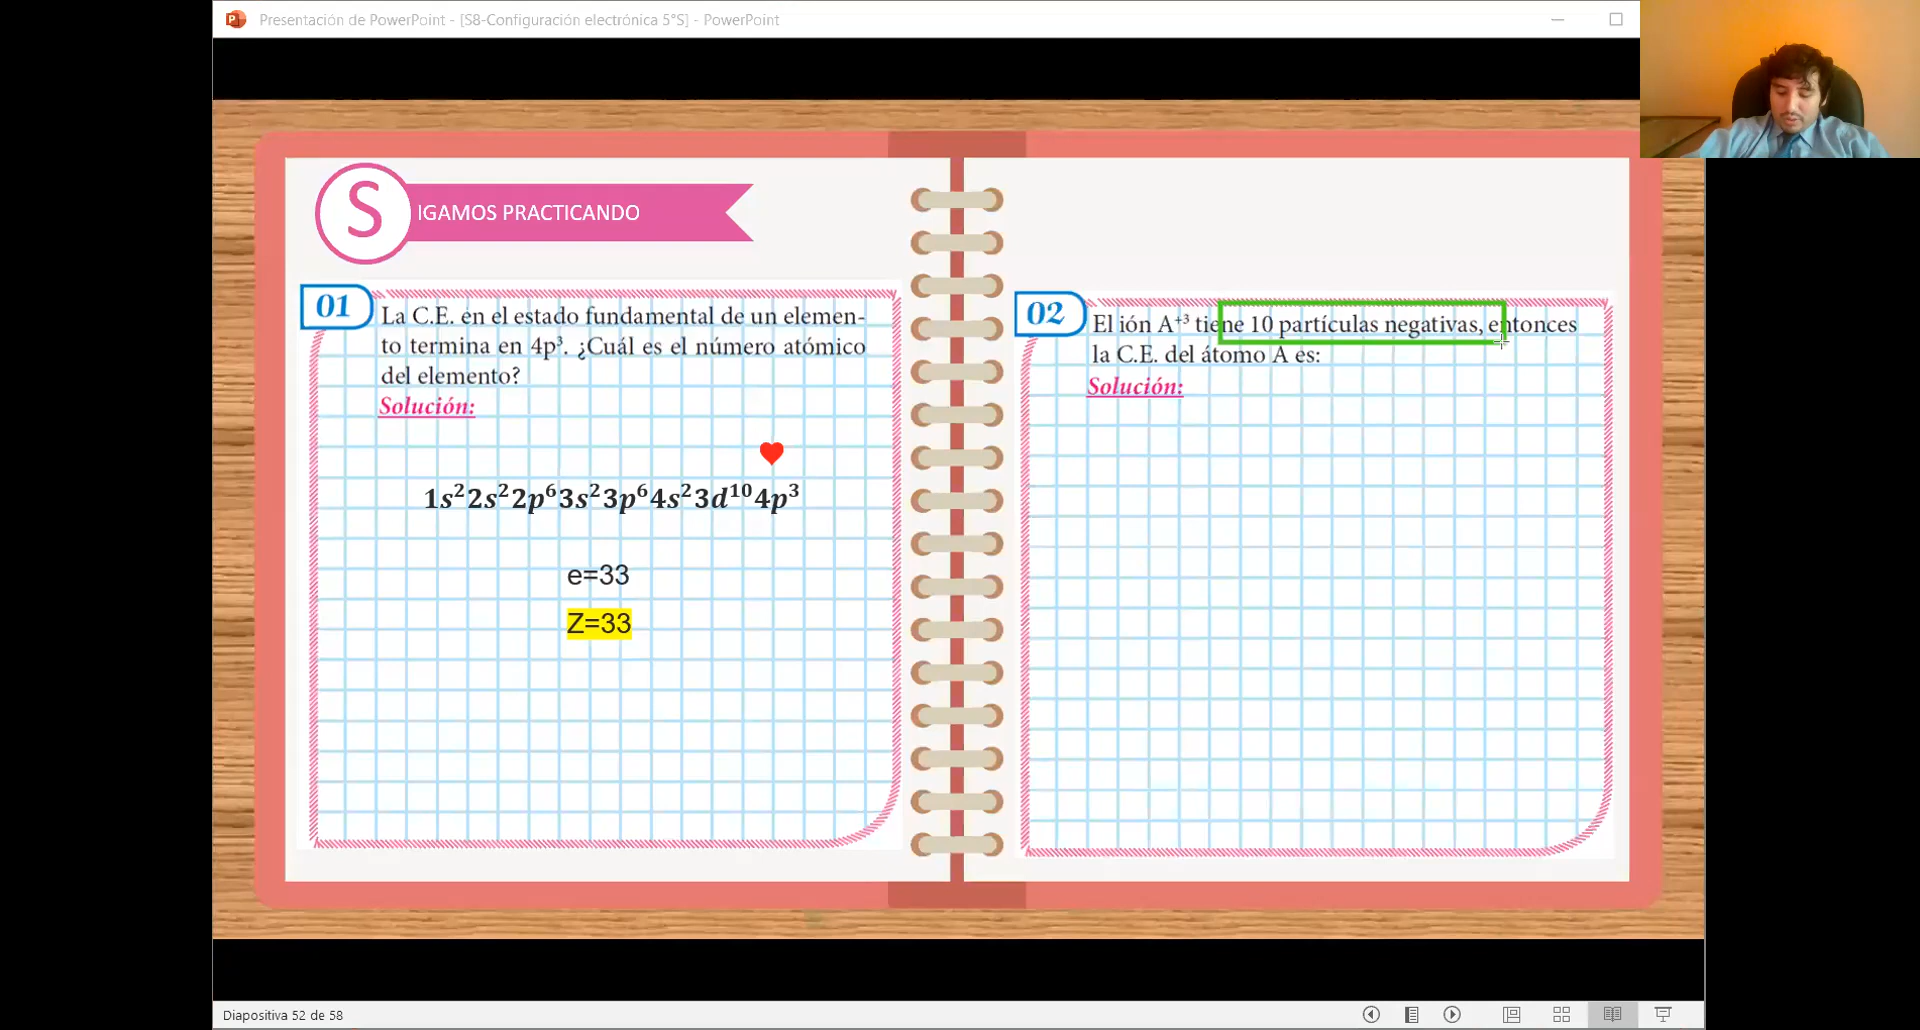 Presentación de PowerPoint - [S8-Configuración electrónica 5°S] - PowerPoint
S IGAMOS PRACTICANDO
01
La C.E. en el estado fundamental de un elemen-
to termina en 4p³. ¿Cuál es el número atómico
del elemento?
Solución:
1s²2s²2p⁶3s²3p⁶4s²3d¹⁰4p³
e=33
Z=33
02
El ión A⁺³ tiene 10 partículas negativas, entonces
la C.E. del átomo A es:
Solución:
Diapositiva 52 de 58